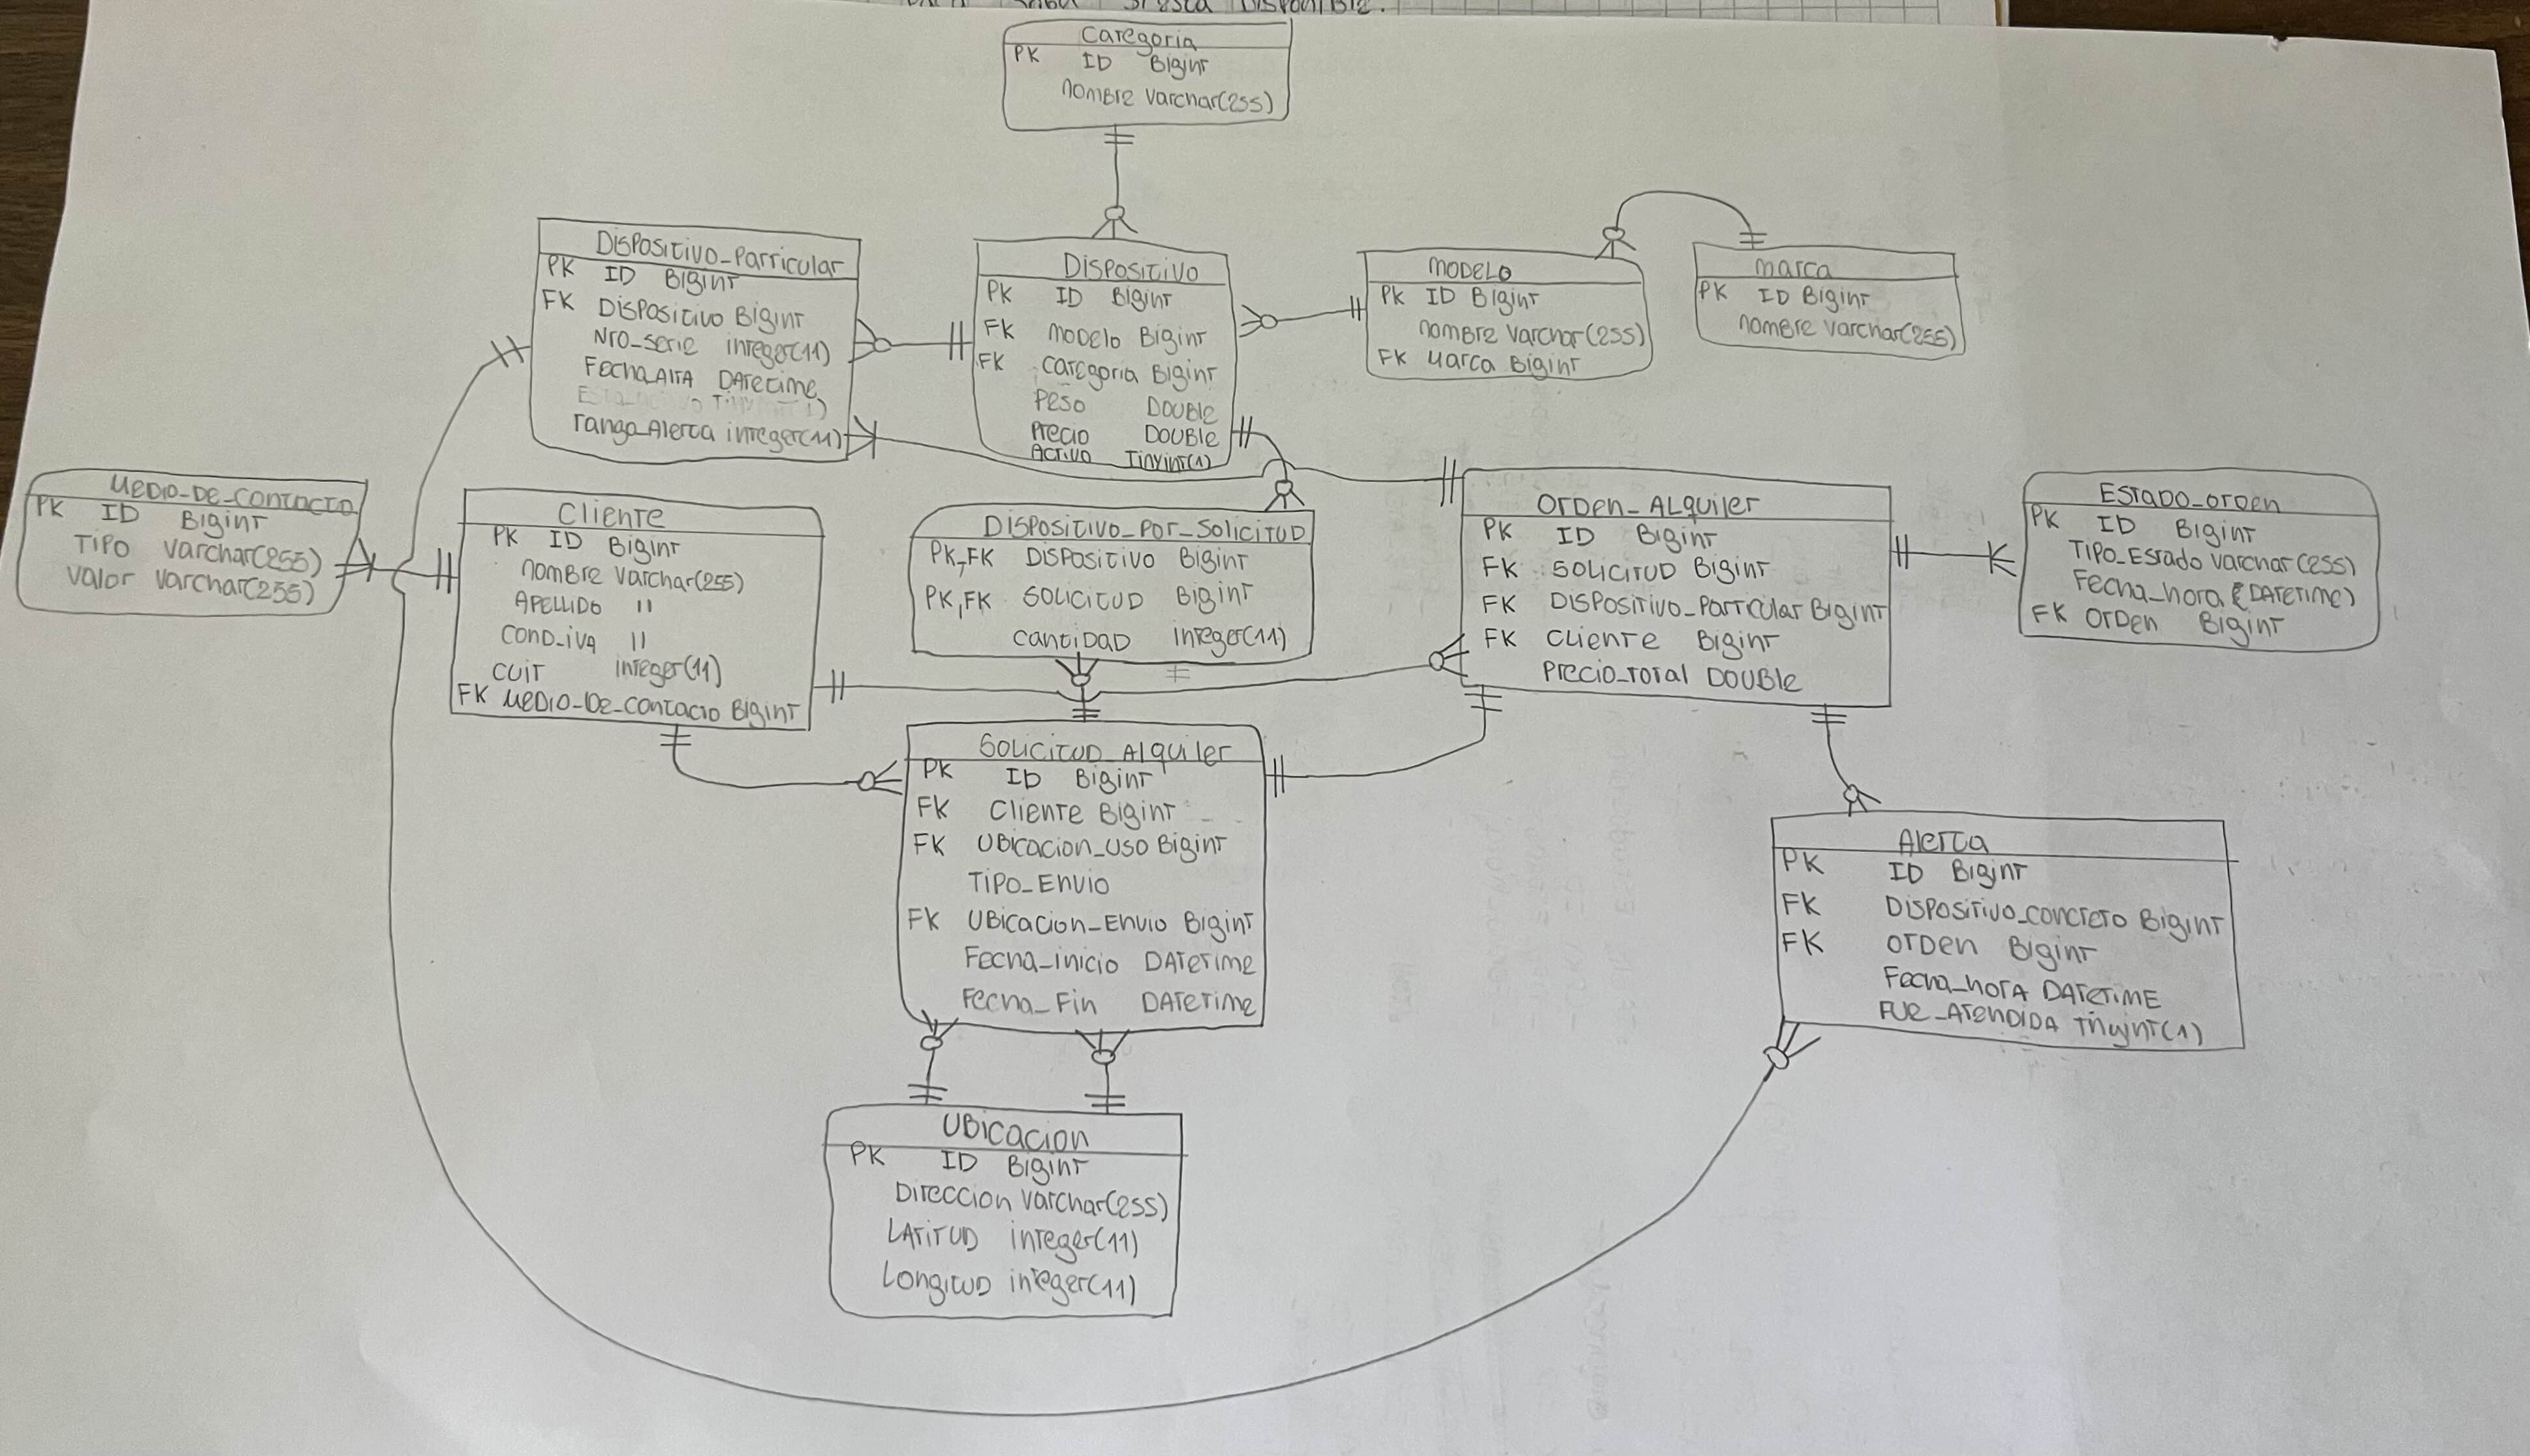 DISPONIBLE.
Categoria
PK ID Bigint
nombre varchar(255)
Dispositivo_Particular
PK ID Bigint
FK Dispositivo Bigint
Nro_serie integer(11)
Fecha_Alta Datetime
rango_Alerta integer(11)
Dispositivo
PK ID Bigint
FK modelo Bigint
FK categoria Bigint
Peso DOUBLE
Precio DOUBLE
Activo Tinyint(1)
Modelo
PK ID Bigint
nombre varchar(255)
FK Marca Bigint
marca
PK ID Bigint
nombre varchar(255)
Medio_De_Contacto
PK ID Bigint
Tipo varchar(255)
valor varchar(255)
Cliente
PK ID Bigint
nombre varchar(255)
APELLIDO "
COND_iva "
CUIT integer(11)
FK Medio_De_Contacto Bigint
Dispositivo_Por_Solicitud
PK,FK Dispositivo Bigint
PK,FK Solicitud Bigint
cantidad integer(11)
Orden_Alquiler
PK ID Bigint
FK Solicitud Bigint
FK Dispositivo_Particular Bigint
FK Cliente Bigint
Precio_total DOUBLE
Estado_orden
PK ID Bigint
Tipo_Estado varchar(255)
Fecha_hora (DATETIME)
FK Orden Bigint
Solicitud_Alquiler
PK ID Bigint
FK Cliente Bigint
FK Ubicacion_uso Bigint
Tipo_Envio
FK Ubicacion_Envio Bigint
Fecha_inicio DATETIME
Fecha_Fin DATETIME
Alerta
PK ID Bigint
FK Dispositivo_concreto Bigint
FK orden Bigint
Fecha_hora DATETIME
Fue_Atendida Tinyint(1)
Ubicacion
PK ID Bigint
Direccion varchar(255)
Latitud integer(11)
Longitud integer(11)